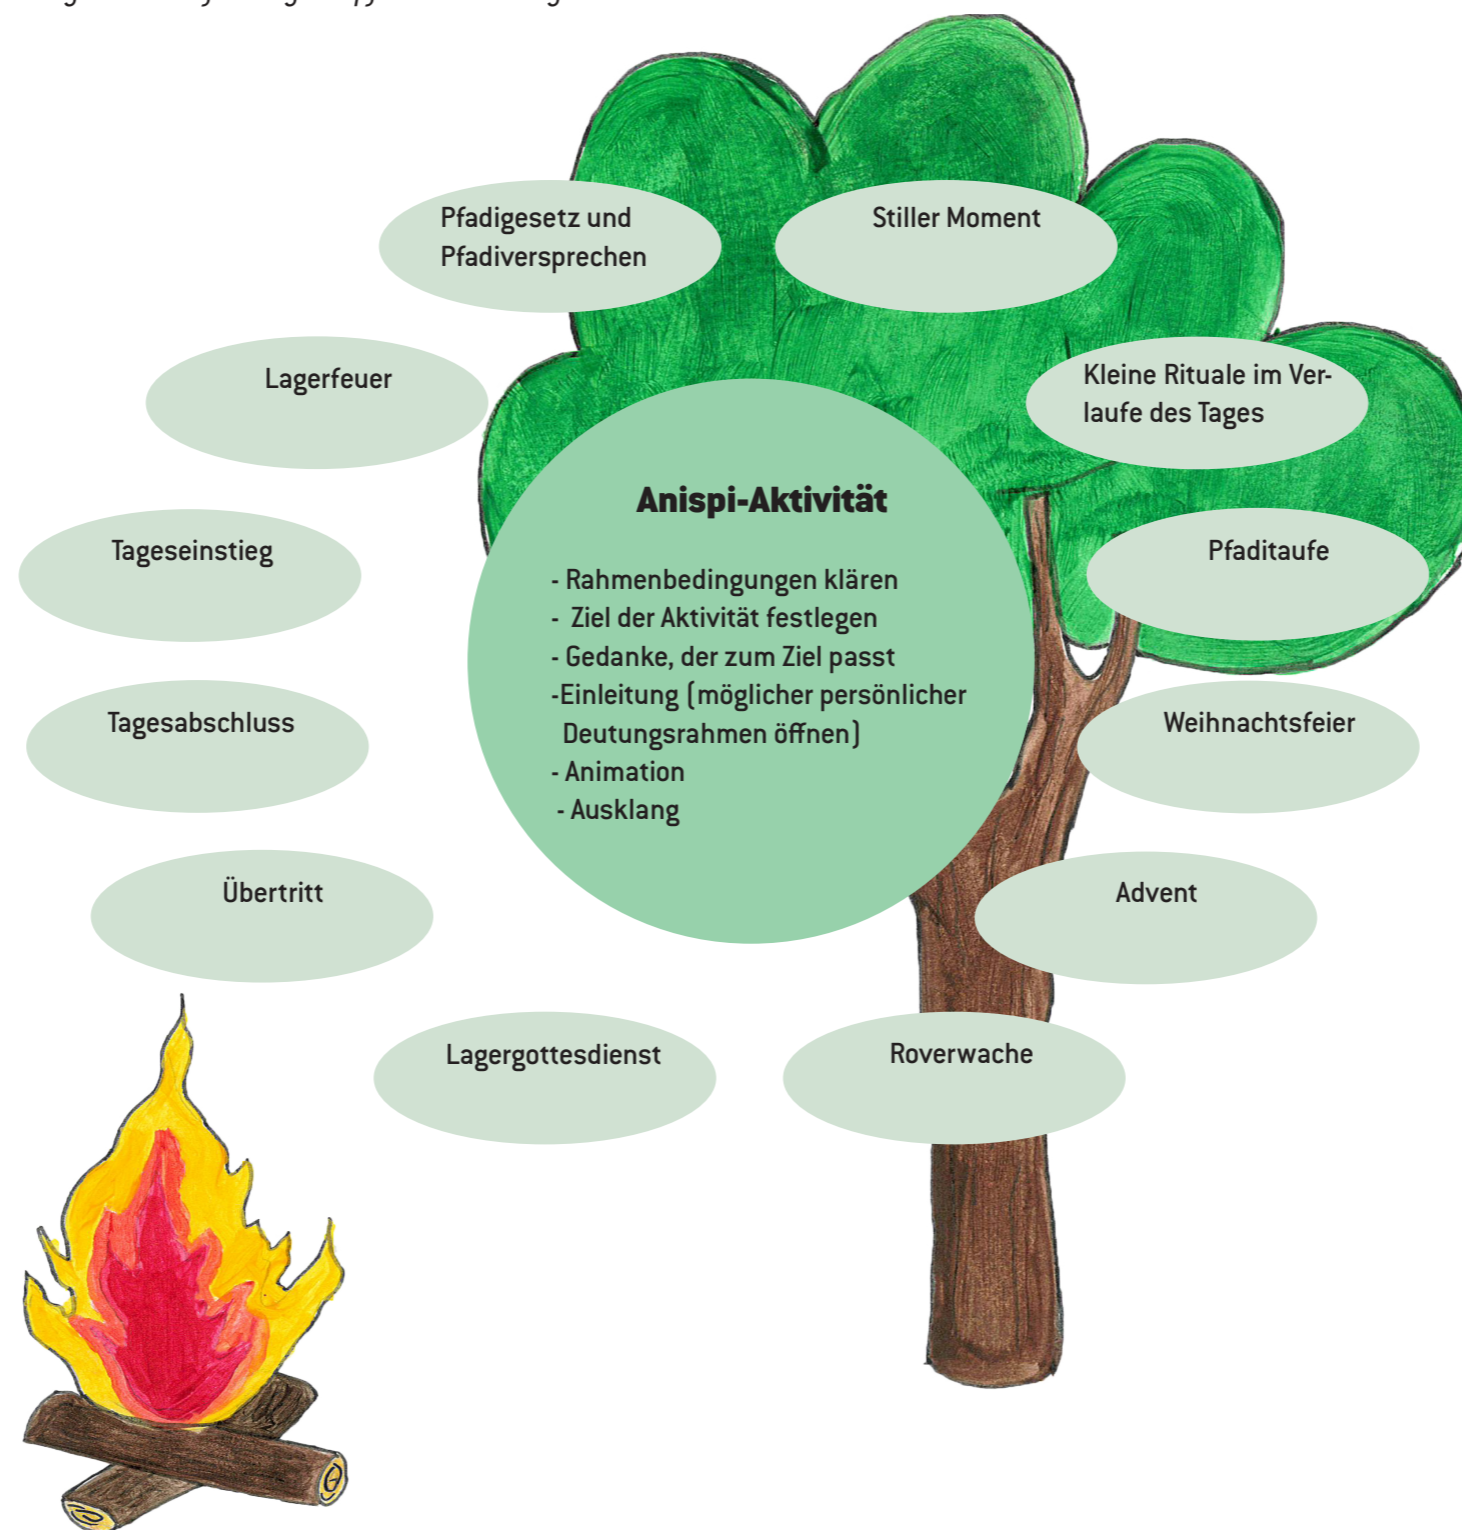 Pfadigesetz und
Pfadiversprechen
Stiller Moment
Lagerfeuer
Kleine Rituale im Ver-
laufe des Tages
Anispi-Aktivität
- Rahmenbedingungen klären
- Ziel der Aktivität festlegen
- Gedanke, der zum Ziel passt
-Einleitung (möglicher persönlicher
Deutungsrahmen öffnen)
- Animation
- Ausklang
Tageseinstieg
Pfaditaufe
Tagesabschluss
Weihnachtsfeier
Übertritt
Advent
Lagergottesdienst
Roverwache